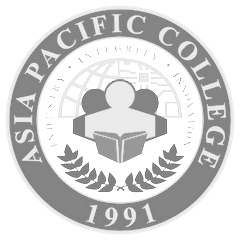 ASIA PACIFIC COLLEGE
INDUSTRY • INTEGRITY • INNOVATION
1991